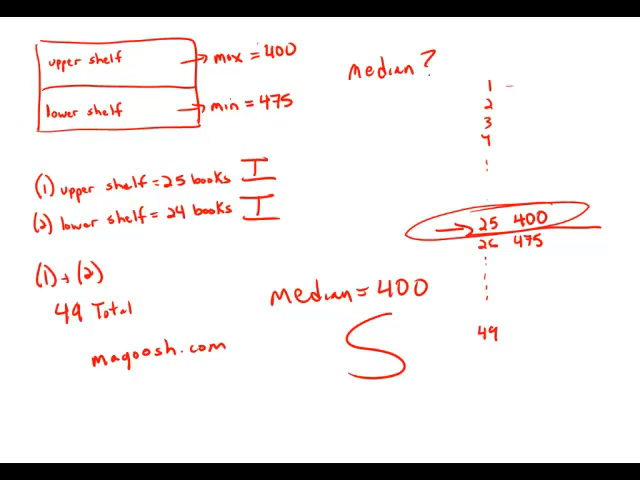 upper shelf → max = 400
lower shelf → min = 475
median?
(1) upper shelf = 25 books I
(2) lower shelf = 24 books I
(1) + (2)
49 Total
magoosh.com
median = 400
S
1 -
2
3
4
→ 25 400
26 475
49